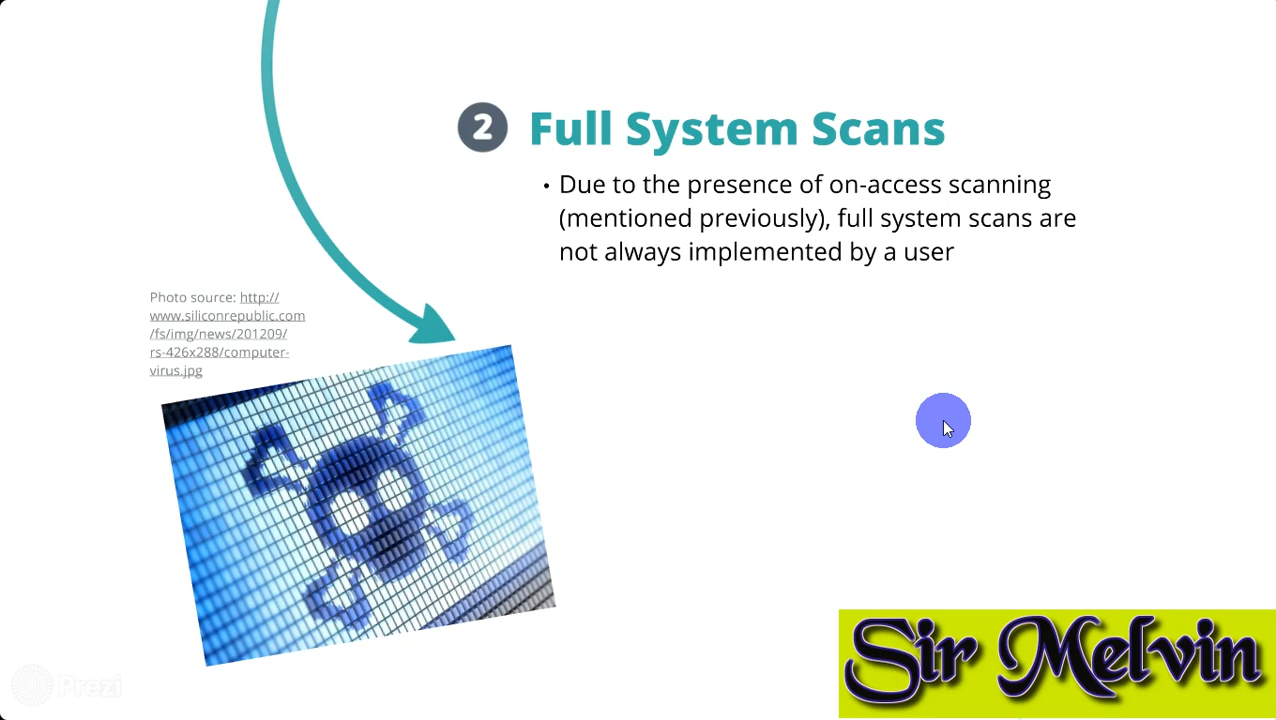 2 Full System Scans
• Due to the presence of on-access scanning
(mentioned previously), full system scans are
not always implemented by a user
Photo source: http://
www.siliconrepublic.com
/fs/img/news/201209/
rs-426x288/computer-
virus.jpg
Prezi
Sir Melvin